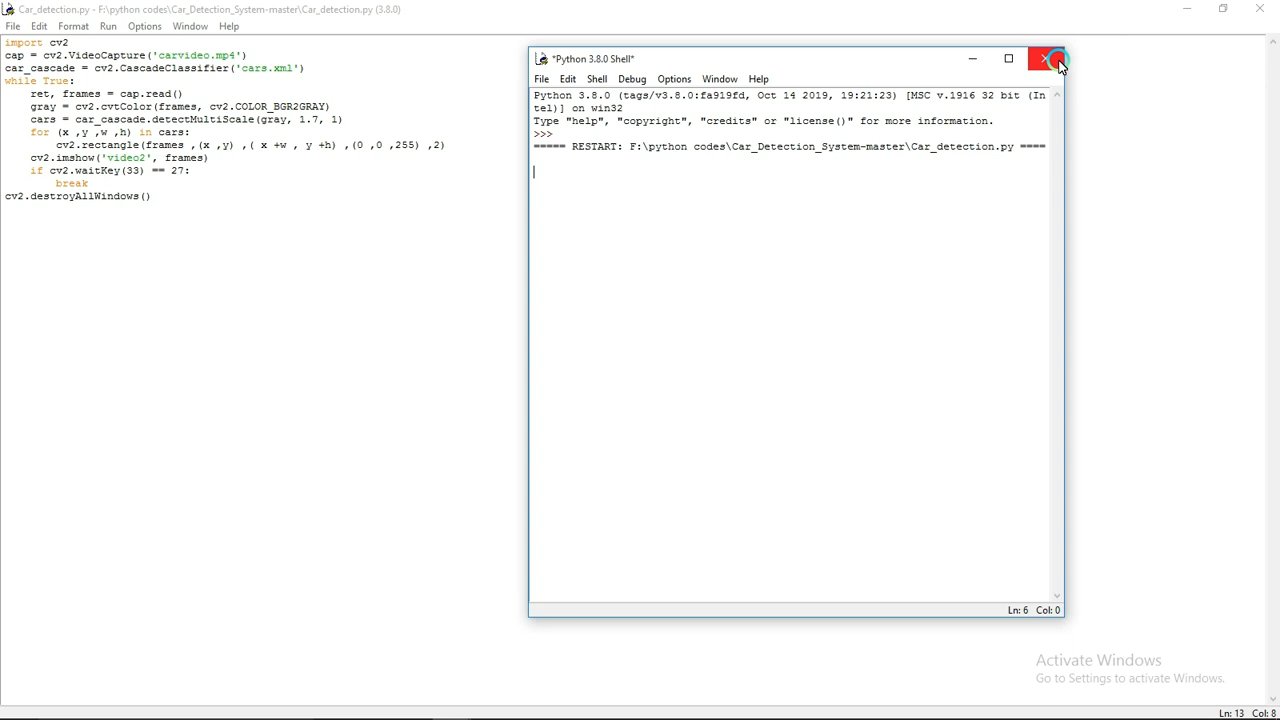 Car_detection.py - F:\python codes\Car_Detection_System-master\Car_detection.py (3.8.0)
File Edit Format Run Options Window Help
import cv2
cap = cv2.VideoCapture('carvideo.mp4')
car_cascade = cv2.CascadeClassifier('cars.xml')
while True:
    ret, frames = cap.read()
    gray = cv2.cvtColor(frames, cv2.COLOR_BGR2GRAY)
    cars = car_cascade.detectMultiScale(gray, 1.7, 1)
    for (x ,y ,w ,h) in cars:
        cv2.rectangle(frames ,(x ,y) ,( x +w , y +h) ,(0 ,0 ,255) ,2)
    cv2.imshow('video2', frames)
    if cv2.waitKey(33) == 27:
        break
cv2.destroyAllWindows()
*Python 3.8.0 Shell*
File Edit Shell Debug Options Window Help
Python 3.8.0 (tags/v3.8.0:fa919fd, Oct 14 2019, 19:21:23) [MSC v.1916 32 bit (In
tel)] on win32
Type "help", "copyright", "credits" or "license()" for more information.
>>>
===== RESTART: F:\python codes\Car_Detection_System-master\Car_detection.py ====
Ln: 6 Col: 0
Activate Windows
Go to Settings to activate Windows.
Ln: 13 Col: 8